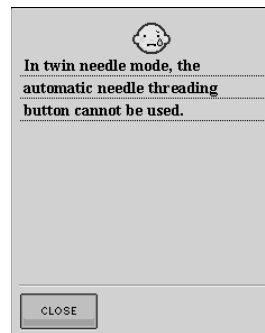 In twin needle mode, the
automatic needle threading
button cannot be used.
CLOSE